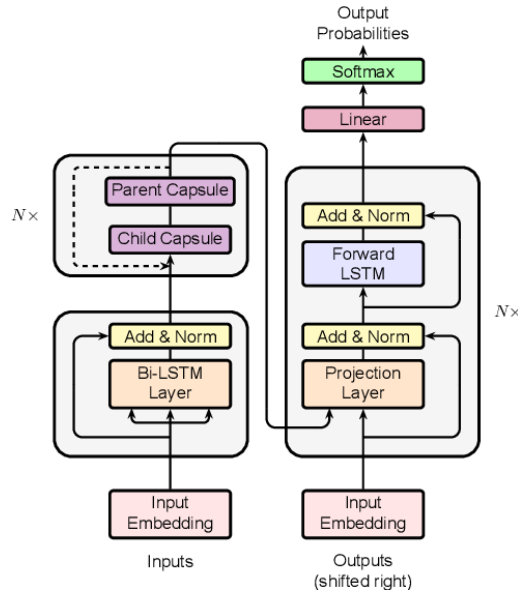 Output
Probabilities
Softmax
Linear
Parent Capsule
Child Capsule
N×
Add & Norm
Bi-LSTM
Layer
Input
Embedding
Inputs
Add & Norm
Forward
LSTM
Add & Norm
Projection
Layer
N×
Input
Embedding
Outputs
(shifted right)